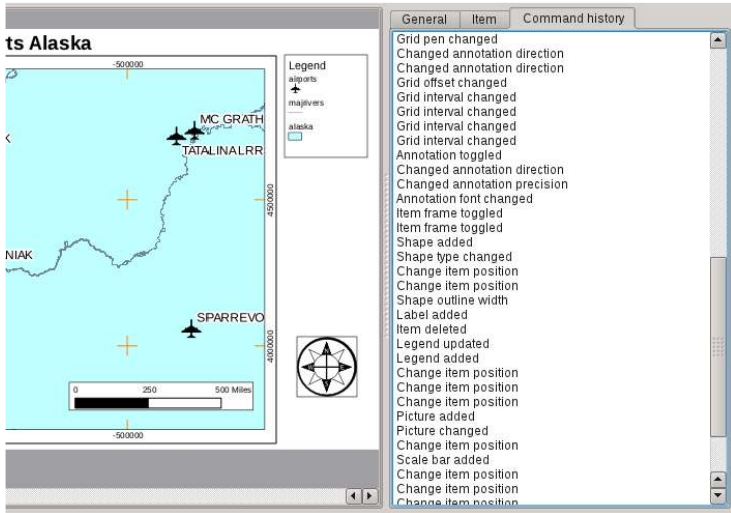 ts Alaska
-500000
Legend
airports
majrivers
alaska
MC GRATH
K
TATALINA LRR
4500000
NIAK
SPARREVO
4000000
0 250 500 Miles
-500000
General Item Command history
Grid pen changed
Changed annotation direction
Changed annotation direction
Grid offset changed
Grid interval changed
Grid interval changed
Grid interval changed
Grid interval changed
Annotation toggled
Changed annotation direction
Changed annotation precision
Annotation font changed
Item frame toggled
Item frame toggled
Shape added
Shape type changed
Change item position
Change item position
Shape outline width
Label added
Item deleted
Legend updated
Legend added
Change item position
Change item position
Change item position
Picture added
Picture changed
Change item position
Scale bar added
Change item position
Change item position
Change item position